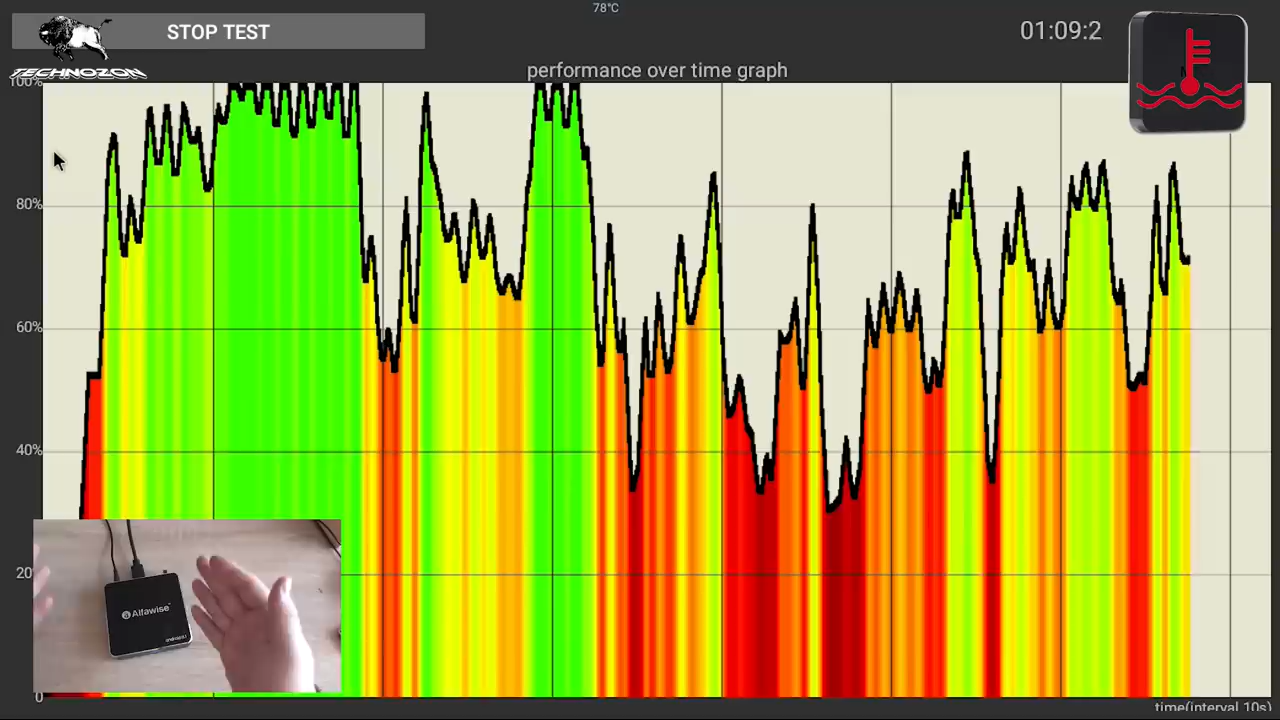 78°C
STOP TEST
01:09:2
TECHNOZON
performance over time graph
100%
80%
60%
40%
20
0
Alfawise
time(interval 10s)